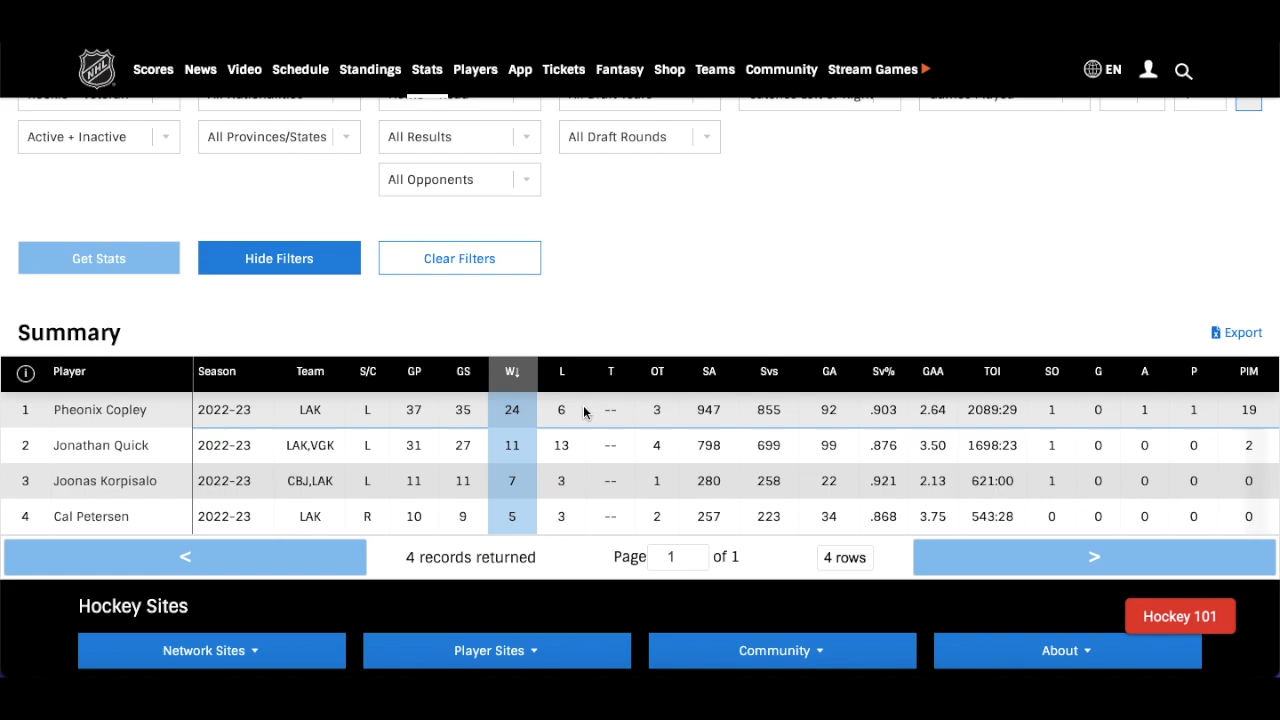 NHL Scores News Video Schedule Standings Stats Players App Tickets Fantasy Shop Teams Community Stream Games EN
Active + Inactive All Provinces/States All Results All Draft Rounds
All Opponents
Get Stats Hide Filters Clear Filters
Summary Export
i Player Season Team S/C GP GS W↓ L T OT SA Svs GA Sv% GAA TOI SO G A P PIM
1 Pheonix Copley 2022-23 LAK L 37 35 24 6 -- 3 947 855 92 .903 2.64 2089:29 1 0 1 1 19
2 Jonathan Quick 2022-23 LAK,VGK L 31 27 11 13 -- 4 798 699 99 .876 3.50 1698:23 1 0 0 0 2
3 Joonas Korpisalo 2022-23 CBJ,LAK L 11 11 7 3 -- 1 280 258 22 .921 2.13 621:00 1 0 0 0 0
4 Cal Petersen 2022-23 LAK R 10 9 5 3 -- 2 257 223 34 .868 3.75 543:28 0 0 0 0 0
< 4 records returned Page 1 of 1 4 rows >
Hockey Sites
Hockey 101
Network Sites Player Sites Community About